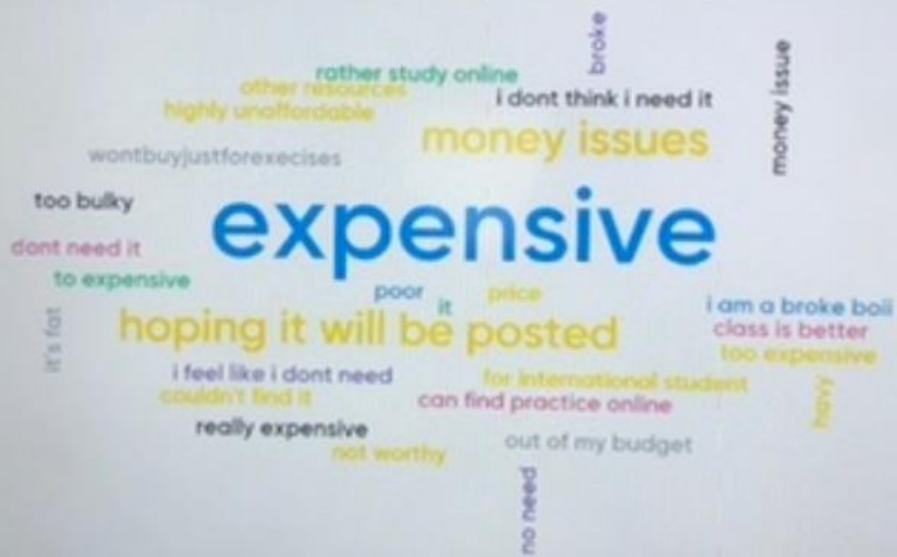 broke
rather study online
other resources
i dont think i need it
money issue
highly unaffordable
money issues
wontbuyjustforexecises
too bulky
expensive
dont need it
to expensive
poor
price
it
i am a broke boii
hoping it will be posted
class is better
it's fat
too expensive
i feel like i dont need
for international student
couldn't find it
can find practice online
havy
really expensive
out of my budget
not worthy
no need